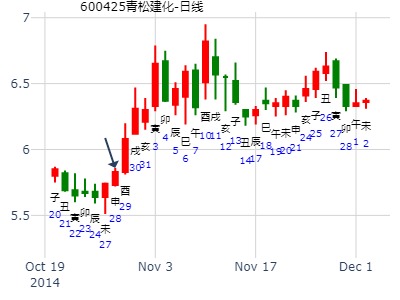 600425青松建化-日线
7
6.5
6
5.5
子 丑 寅 卯 辰 未 申 酉 戌 亥 寅 卯 辰 巳 午 酉 戌 亥 子 丑 辰 巳 午 未 申 亥 子 丑 寅 卯 午 未
20 21 22 23 24 27 28 29 30 31 3 4 5 6 7 10 11 12 13 14 17 18 19 20 21 24 25 26 27 28 1 2
Oct 19 Nov 3 Nov 17 Dec 1
2014